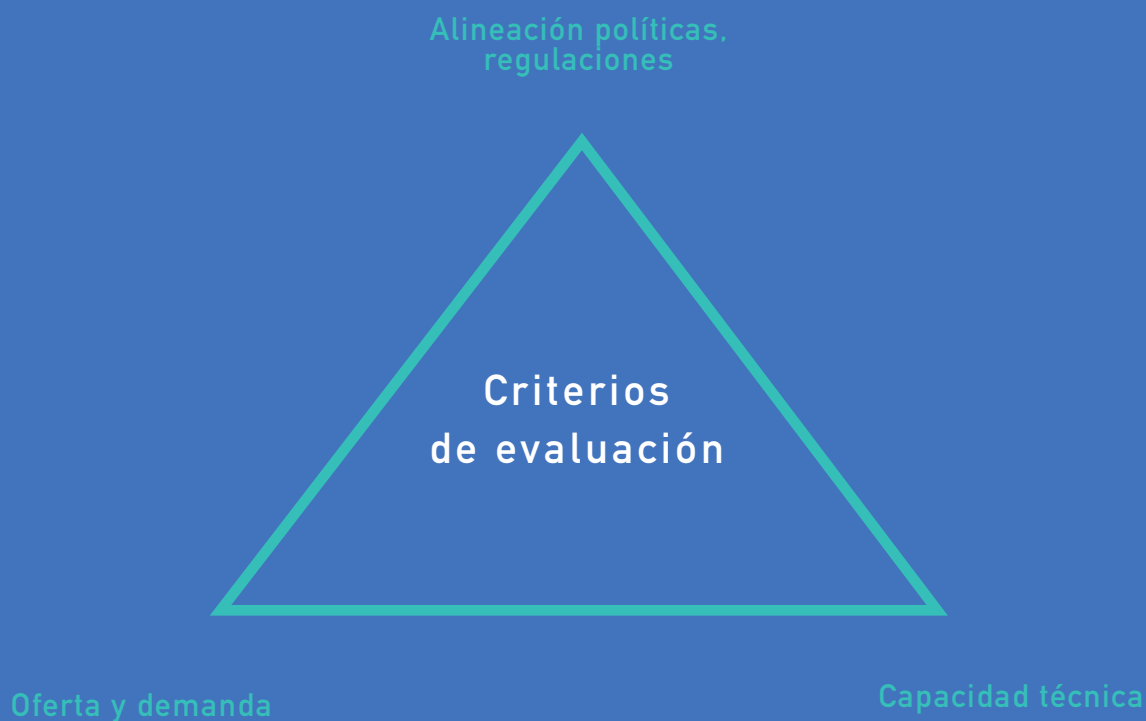 Alineación políticas,
regulaciones
Criterios
de evaluación
Oferta y demanda
Capacidad técnica